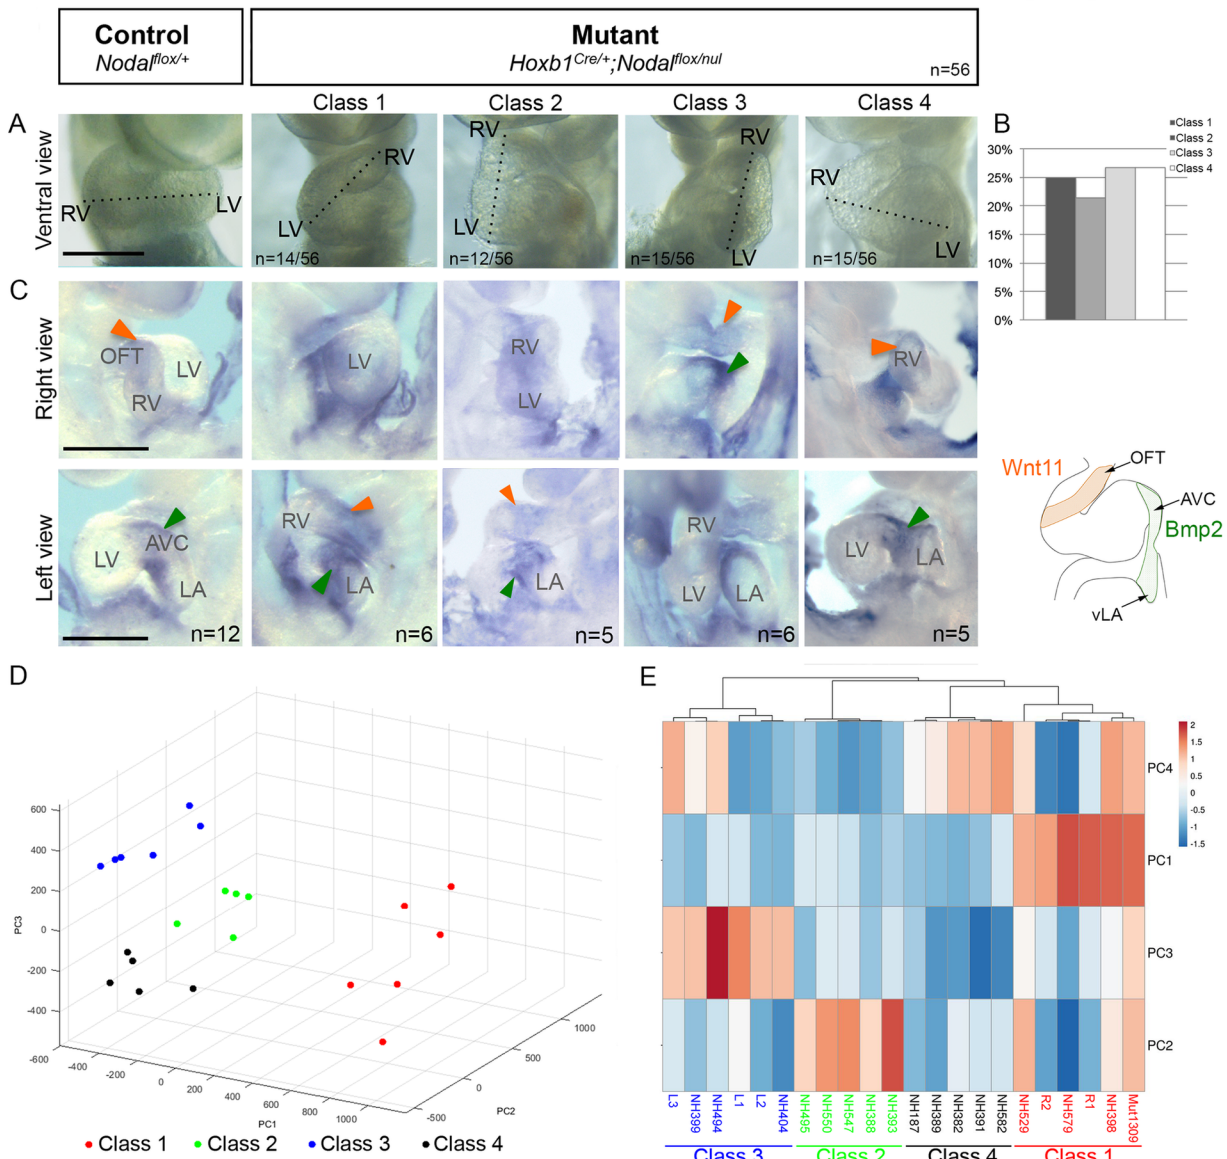 Control
Nodal flox/+
Mutant
Hoxb1 Cre/+;Nodal flox/nul
n=56
Class 1
Class 2
Class 3
Class 4
A
Ventral view
RV
LV
RV
LV
n=14/56
RV
LV
n=12/56
RV
LV
n=15/56
RV
LV
n=15/56
B
Class 1
Class 2
Class 3
Class 4
30%
25%
20%
15%
10%
5%
0%
C
Right view
OFT
LV
RV
LV
RV
LV
RV
Left view
LV
AVC
LA
n=12
RV
LA
n=6
LA
n=5
RV
LV
LA
n=6
LV
LA
n=5
Wnt11
OFT
AVC
Bmp2
vLA
D
PC3
600
400
200
0
-200
-400
-600
-400
-200
0
200
400
600
800
1000
PC1
-500
0
500
1000
PC2
Class 1
Class 2
Class 3
Class 4
E
PC4
PC1
PC3
PC2
2
1.5
1
0.5
0
-0.5
-1
-1.5
L3
NH399
NH494
L1
L2
NH404
NH495
NH550
NH547
NH388
NH393
NH187
NH389
NH382
NH391
NH582
NH529
R2
NH579
R1
NH398
Mut1309
Class 3
Class 2
Class 4
Class 1